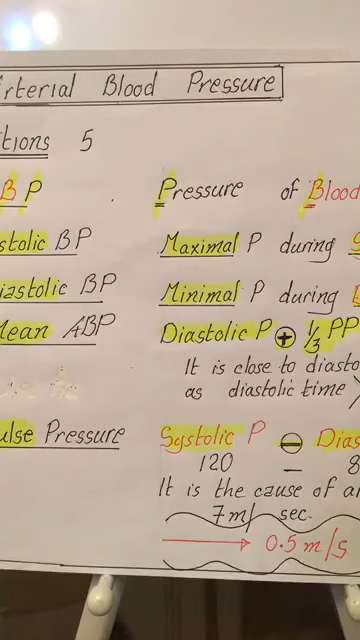 rterial Blood Pressure
tions 5
B P Pressure of Blood
stolic BP Maximal P during S
iastolic BP Minimal P during D
Mean ABP Diastolic P + 1/3 PP
It is close to diasto
as diastolic time
ulse Pressure Systolic P - Dias
120 - 8
It is the cause of ar
7m/ sec.
→ 0.5 m/s